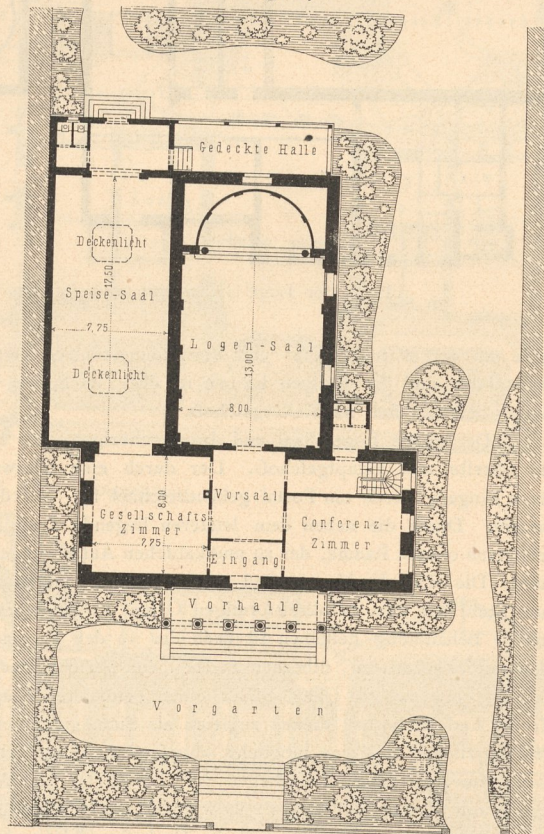 Gedeckte Halle
Deckenlicht
Speise-Saal
12,50
7,75
Deckenlicht
Logen-Saal
13,00
8,00
Gesellschafts
Zimmer
8,00
7,75
Vorsaal
Conferenz-
Zimmer
Eingang
Vorhalle
Vorgarten